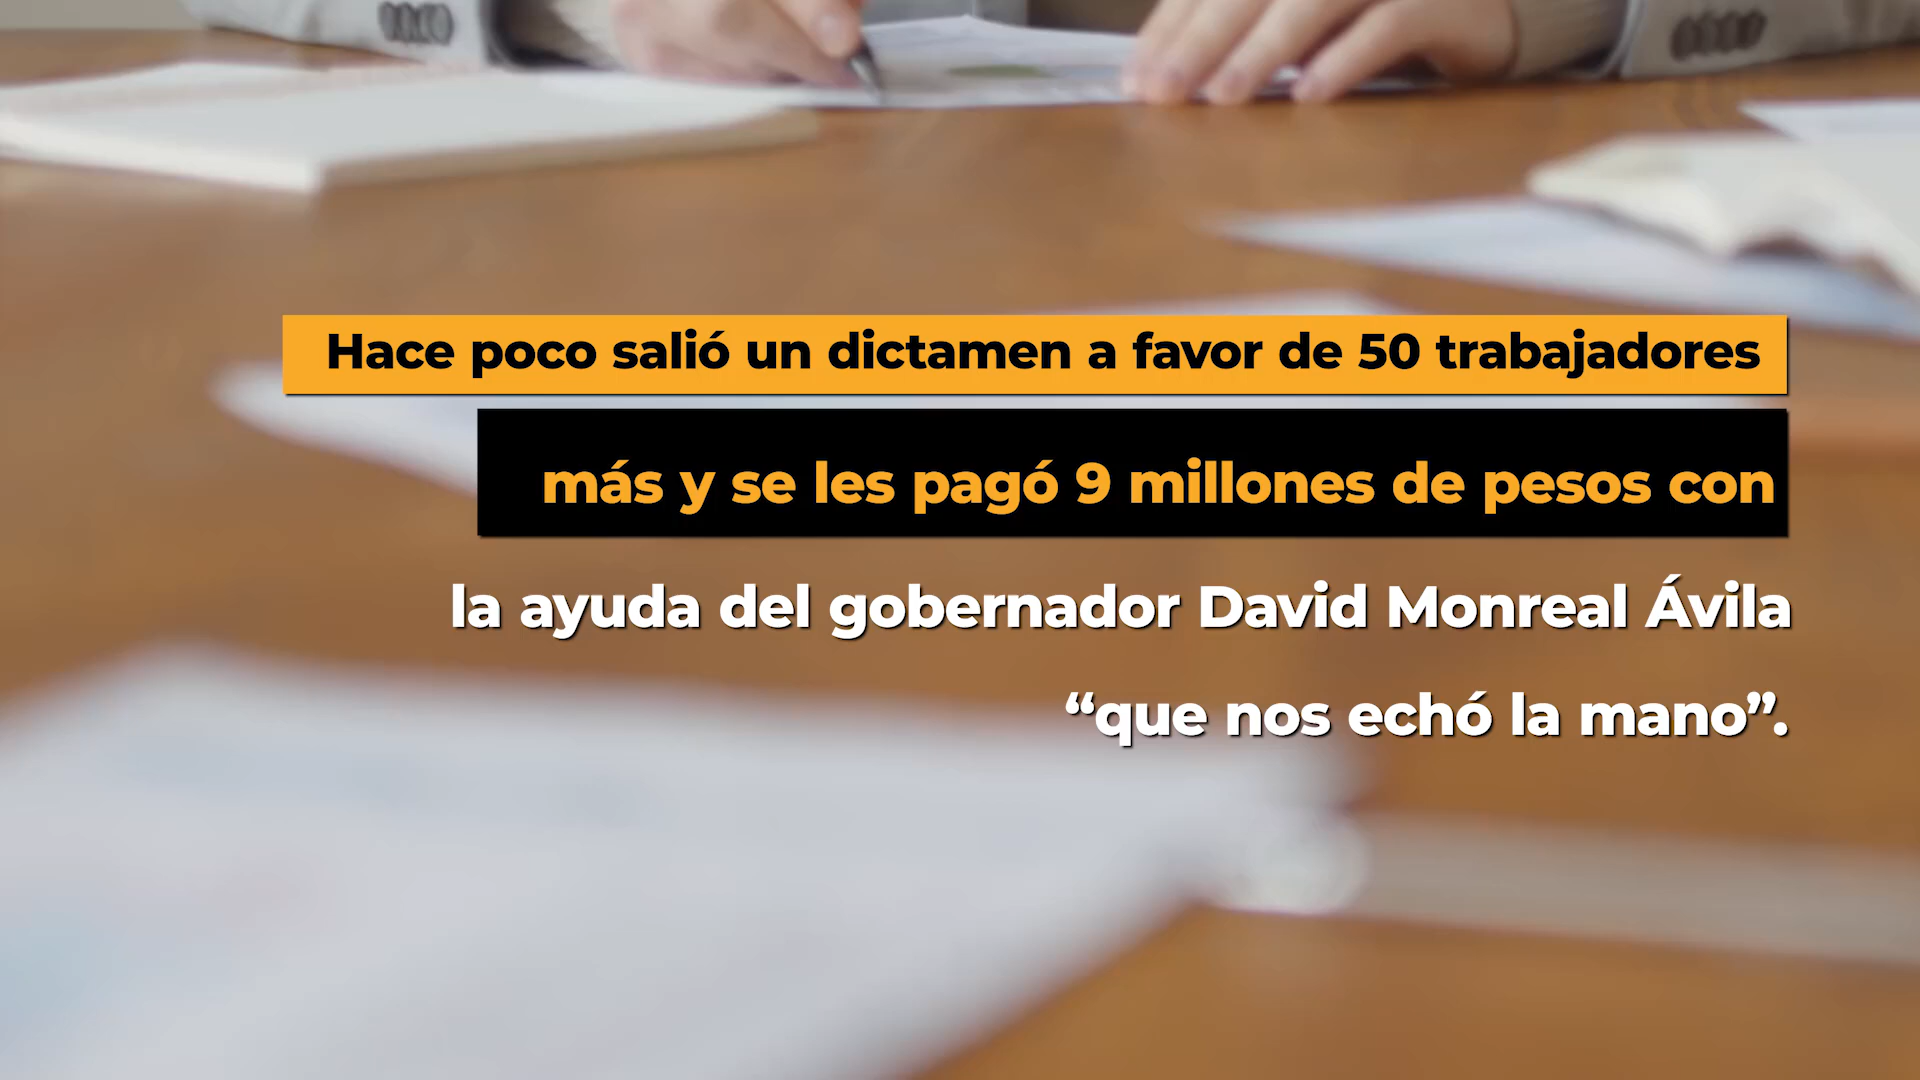 Hace poco salió un dictamen a favor de 50 trabajadores
más y se les pagó 9 millones de pesos con
la ayuda del gobernador David Monreal Ávila
“que nos echó la mano”.